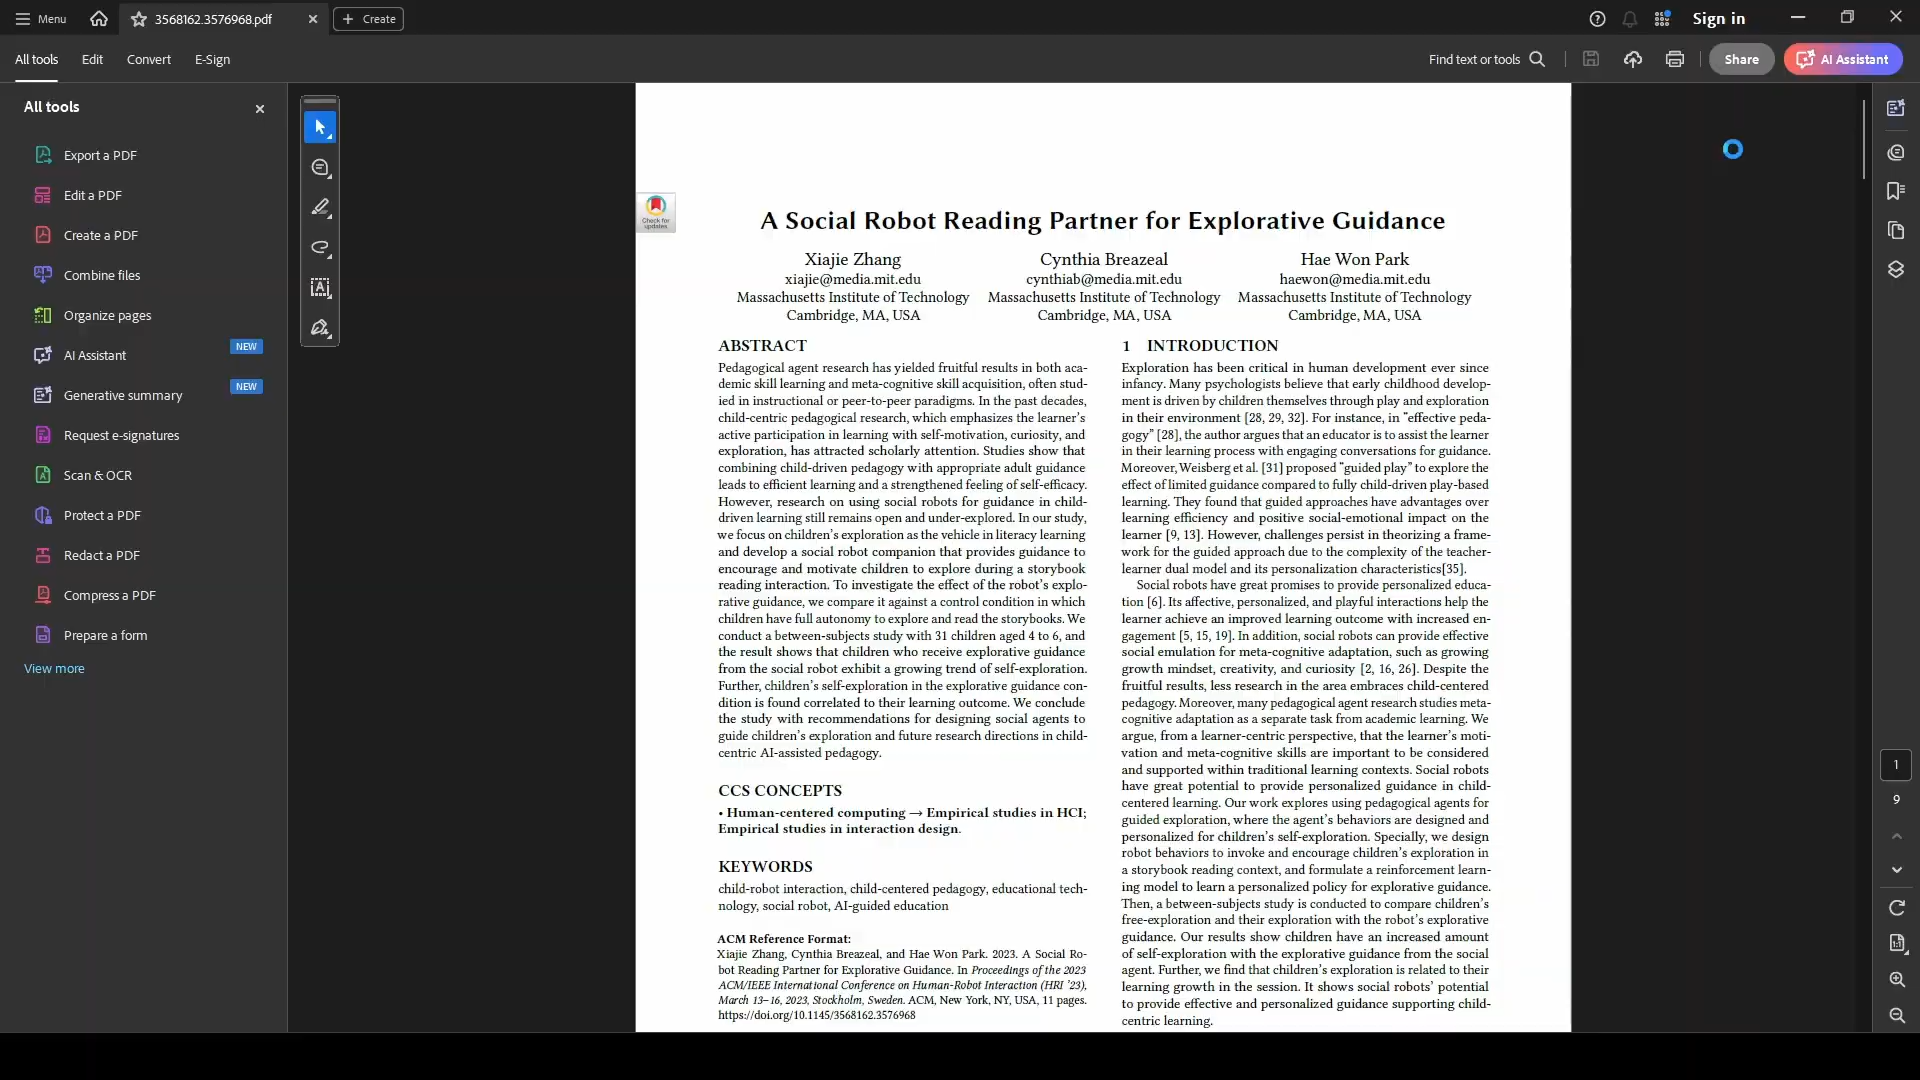 Menu
3568162.3576968.pdf
Create
Sign in
All tools
Edit
Convert
E-Sign
Find text or tools
Share
AI Assistant
All tools
Export a PDF
Edit a PDF
Create a PDF
Combine files
Organize pages
AI Assistant
NEW
Generative summary
NEW
Request e-signatures
Scan & OCR
Protect a PDF
Redact a PDF
Compress a PDF
Prepare a form
View more
Check for
updates
A Social Robot Reading Partner for Explorative Guidance
Xiajie Zhang
xiajie@media.mit.edu
Massachusetts Institute of Technology
Cambridge, MA, USA
Cynthia Breazeal
cynthiab@media.mit.edu
Massachusetts Institute of Technology
Cambridge, MA, USA
Hae Won Park
haewon@media.mit.edu
Massachusetts Institute of Technology
Cambridge, MA, USA
ABSTRACT
Pedagogical agent research has yielded fruitful results in both aca-
demic skill learning and meta-cognitive skill acquisition, often stud-
ied in instructional or peer-to-peer paradigms. In the past decades,
child-centric pedagogical research, which emphasizes the learner's
active participation in learning with self-motivation, curiosity, and
exploration, has attracted scholarly attention. Studies show that
combining child-driven pedagogy with appropriate adult guidance
leads to efficient learning and a strengthened feeling of self-efficacy.
However, research on using social robots for guidance in child-
driven learning still remains open and under-explored. In our study,
we focus on children's exploration as the vehicle in literacy learning
and develop a social robot companion that provides guidance to
encourage and motivate children to explore during a storybook
reading interaction. To investigate the effect of the robot's explo-
rative guidance, we compare it against a control condition in which
children have full autonomy to explore and read the storybooks. We
conduct a between-subjects study with 31 children aged 4 to 6, and
the result shows that children who receive explorative guidance
from the social robot exhibit a growing trend of self-exploration.
Further, children's self-exploration in the explorative guidance con-
dition is found correlated to their learning outcome. We conclude
the study with recommendations for designing social agents to
guide children's exploration and future research directions in child-
centric AI-assisted pedagogy.
CCS CONCEPTS
• Human-centered computing → Empirical studies in HCI;
Empirical studies in interaction design.
KEYWORDS
child-robot interaction, child-centered pedagogy, educational tech-
nology, social robot, AI-guided education
ACM Reference Format:
Xiajie Zhang, Cynthia Breazeal, and Hae Won Park. 2023. A Social Ro-
bot Reading Partner for Explorative Guidance. In Proceedings of the 2023
ACM/IEEE International Conference on Human-Robot Interaction (HRI '23),
March 13–16, 2023, Stockholm, Sweden. ACM, New York, NY, USA, 11 pages.
https://doi.org/10.1145/3568162.3576968
1 INTRODUCTION
Exploration has been critical in human development ever since
infancy. Many psychologists believe that early childhood develop-
ment is driven by children themselves through play and exploration
in their environment [28, 29, 32]. For instance, in "effective peda-
gogy" [28], the author argues that an educator is to assist the learner
in their learning process with engaging conversations for guidance.
Moreover, Weisberg et al. [31] proposed "guided play" to explore the
effect of limited guidance compared to fully child-driven play-based
learning. They found that guided approaches have advantages over
learning efficiency and positive social-emotional impact on the
learner [9, 13]. However, challenges persist in theorizing a frame-
work for the guided approach due to the complexity of the teacher-
learner dual model and its personalization characteristics[35].
Social robots have great promises to provide personalized educa-
tion [6]. Its affective, personalized, and playful interactions help the
learner achieve an improved learning outcome with increased en-
gagement [5, 15, 19]. In addition, social robots can provide effective
social emulation for meta-cognitive adaptation, such as growing
growth mindset, creativity, and curiosity [2, 16, 26]. Despite the
fruitful results, less research in the area embraces child-centered
pedagogy. Moreover, many pedagogical agent research studies meta-
cognitive adaptation as a separate task from academic learning. We
argue, from a learner-centric perspective, that the learner's moti-
vation and meta-cognitive skills are important to be considered
and supported within traditional learning contexts. Social robots
have great potential to provide personalized guidance in child-
centered learning. Our work explores using pedagogical agents for
guided exploration, where the agent's behaviors are designed and
personalized for children's self-exploration. Specially, we design
robot behaviors to invoke and encourage children's exploration in
a storybook reading context, and formulate a reinforcement learn-
ing model to learn a personalized policy for explorative guidance.
Then, a between-subjects study is conducted to compare children's
free-exploration and their exploration with the robot's explorative
guidance. Our results show children have an increased amount
of self-exploration with the explorative guidance from the social
agent. Further, we find that children's exploration is related to their
learning growth in the session. It shows social robots' potential
to provide effective and personalized guidance supporting child-
centric learning.
1
9